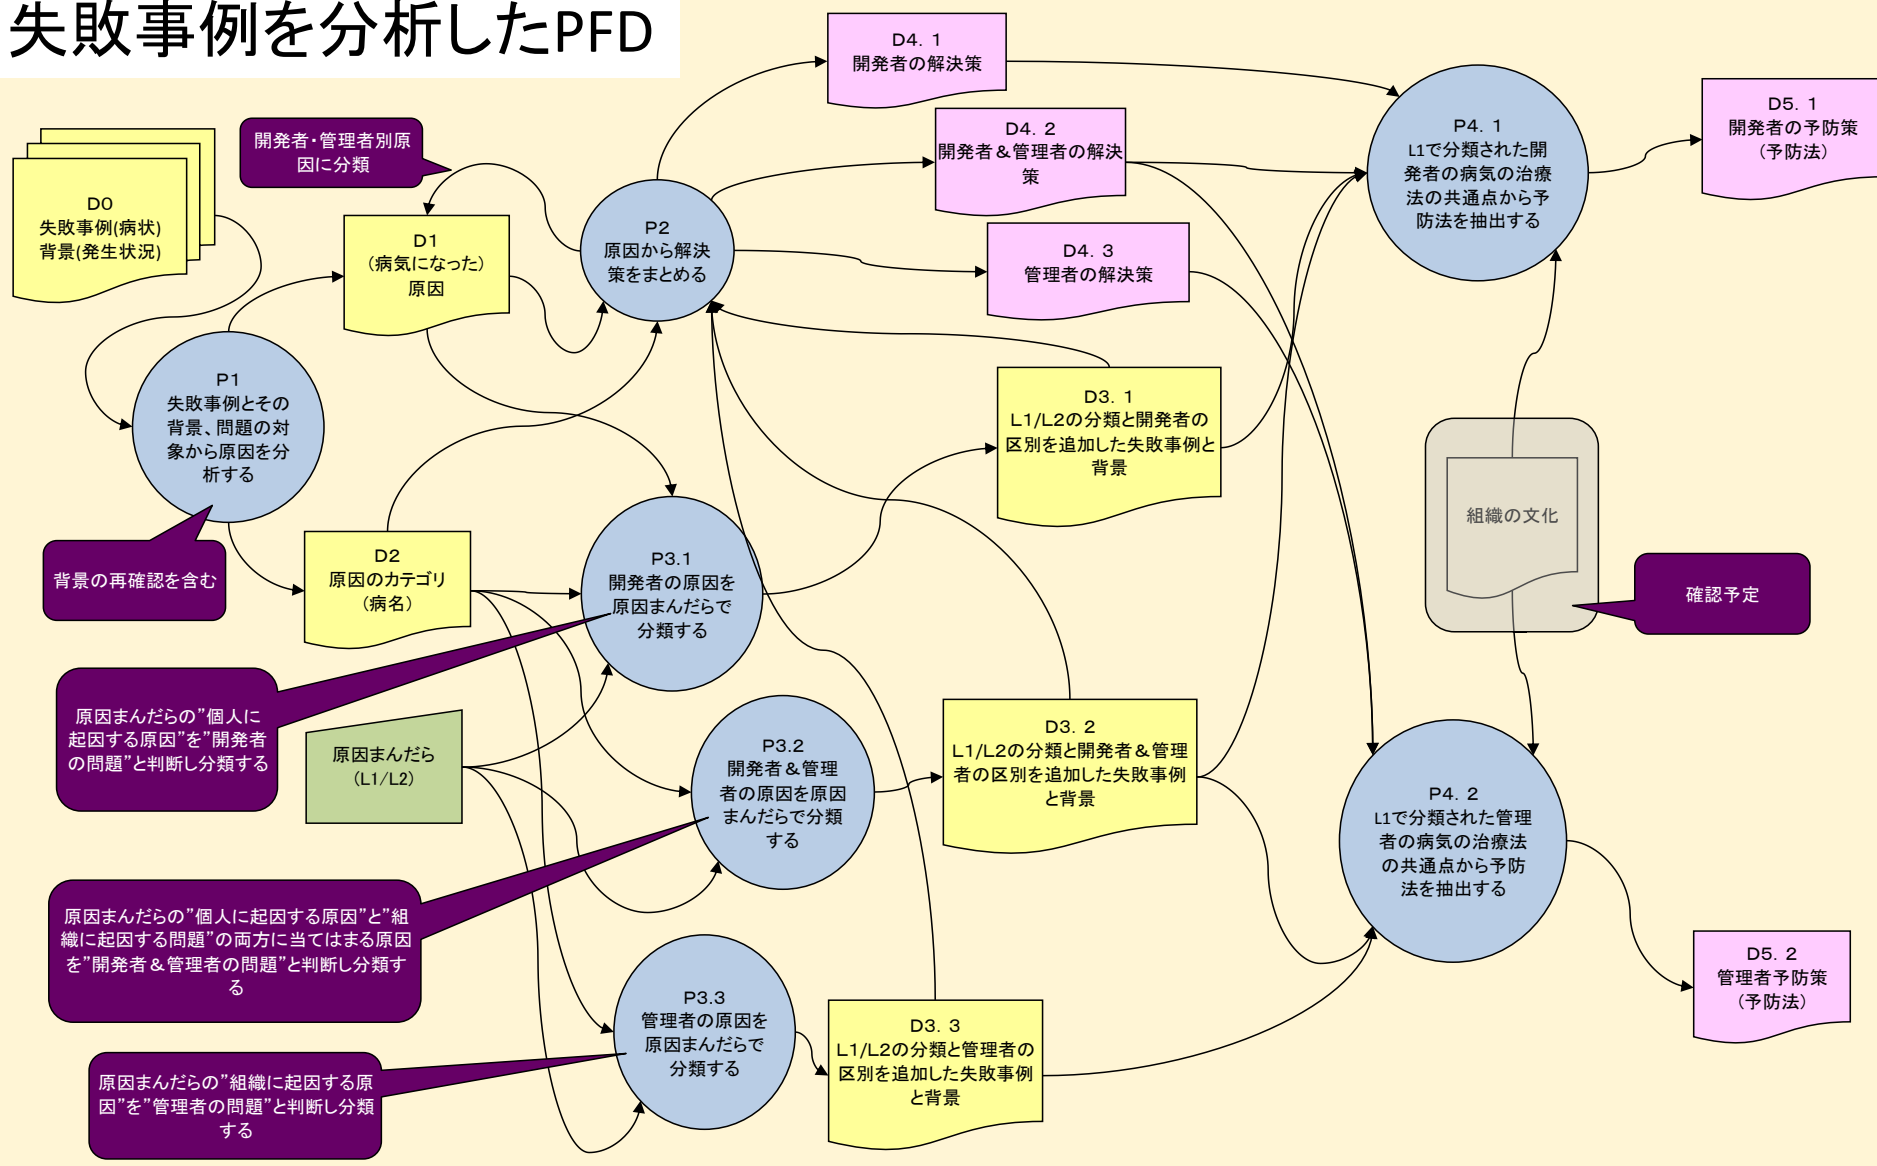 失敗事例を分析したPFD
D4. 1
開発者の解決策
D4. 2
開発者＆管理者の解決
策
D4. 3
管理者の解決策
P4. 1
L1で分類された開
発者の病気の治療
法の共通点から予
防法を抽出する
D5. 1
開発者の予防策
(予防法)
開発者・管理者別原
因に分類
D0
失敗事例(病状)
背景(発生状況)
D1
(病気になった)
原因
P2
原因から解決
策をまとめる
P1
失敗事例とその
背景、問題の対
象から原因を分
析する
背景の再確認を含む
D2
原因のカテゴリ
(病名)
P3.1
開発者の原因を
原因まんだらで
分類する
D3. 1
L1/L2の分類と開発者の
区別を追加した失敗事例と
背景
組織の文化
確認予定
原因まんだらの”個人に
起因する原因”を”開発者
の問題”と判断し分類する
原因まんだら
(L1/L2)
P3.2
開発者＆管理
者の原因を原因
まんだらで分類
する
D3. 2
L1/L2の分類と開発者＆管理
者の区別を追加した失敗事例
と背景
P4. 2
L1で分類された管理
者の病気の治療法
の共通点から予防
法を抽出する
原因まんだらの”個人に起因する原因”と”組
織に起因する問題”の両方に当てはまる原因
を”開発者＆管理者の問題”と判断し分類す
る
P3.3
管理者の原因を
原因まんだらで
分類する
D3. 3
L1/L2の分類と管理者の
区別を追加した失敗事例
と背景
D5. 2
管理者予防策
(予防法)
原因まんだらの”組織に起因する原
因”を”管理者の問題”と判断し分類
する